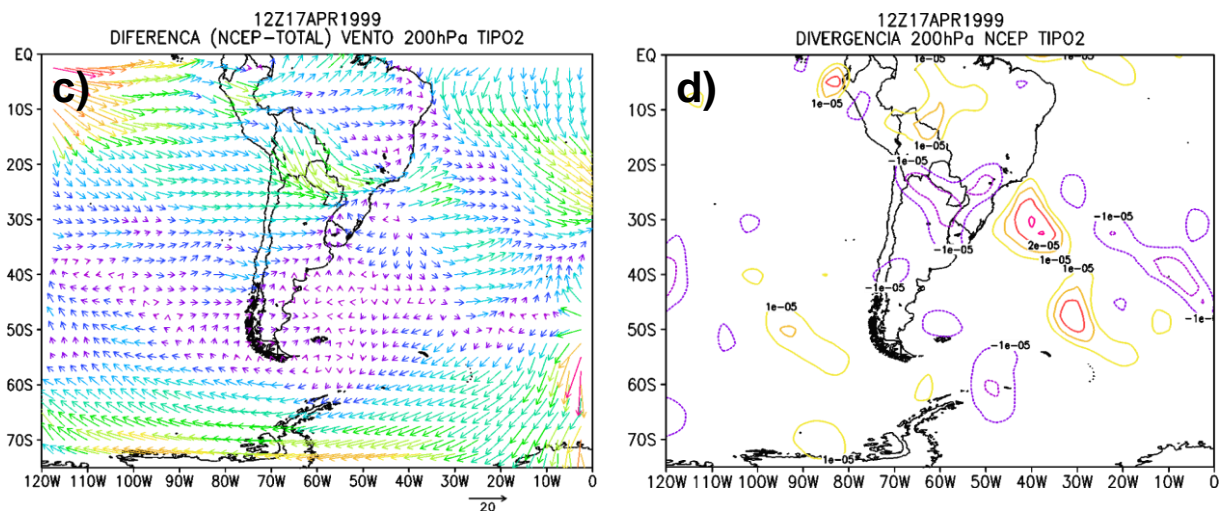 12Z17APR1999
DIFERENCA (NCEP-TOTAL) VENTO 200hPa TIPO2
c)
EQ
10S
20S
30S
40S
50S
60S
70S
120W 110W 100W 90W 80W 70W 60W 50W 40W 30W 20W 10W 0
20
12Z17APR1999
DIVERGENCIA 200hPa NCEP TIPO2
d)
EQ
10S
20S
30S
40S
50S
60S
70S
1e-05
1e-05
1e-05
1e-05
1e-05
-1e-05
-1e-05
-1e-05
-1e-05
2e-05
1e-05
1e-05
-1e-05
-1e-05
1e-05
-1e-05
1e-05
120W 110W 100W 90W 80W 70W 60W 50W 40W 30W 20W 10W 0